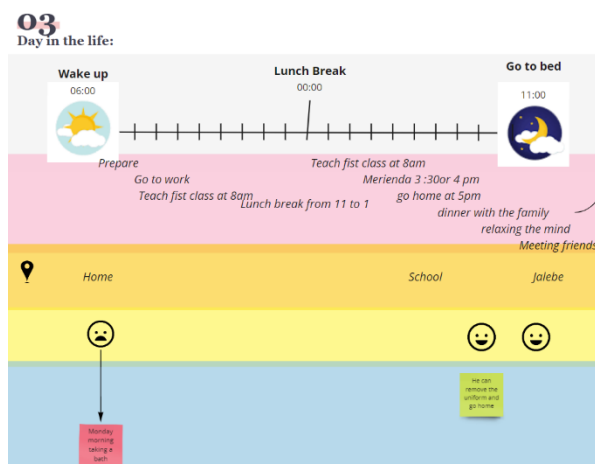 03
Day in the life:
Wake up
06:00
Lunch Break
00:00
Go to bed
11:00
Prepare
Go to work
Teach fist class at 8am
Lunch break from 11 to 1
Teach fist class at 8am
Merienda 3 :30or 4 pm
go home at 5pm
dinner with the family
relaxing the mind
Meeting friends
Home
School
Jalebe
He can
remove the
uniform and
go home
Monday
morning
taking a
bach